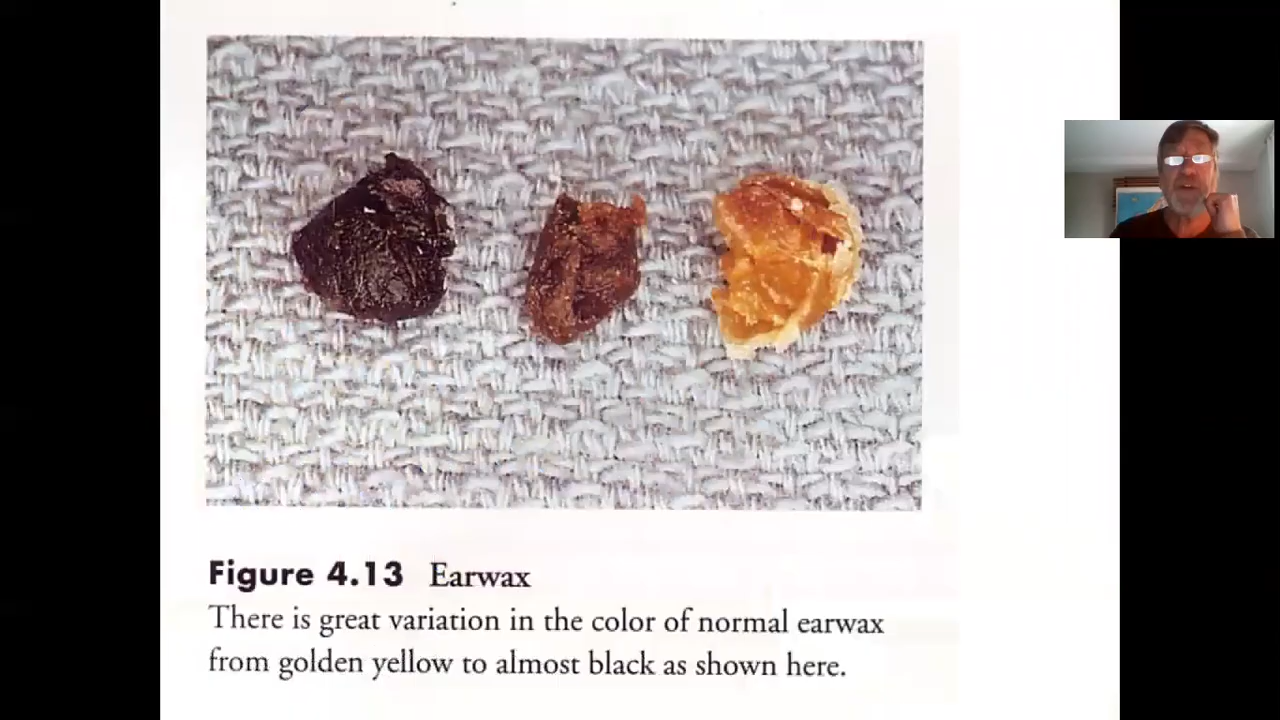 Figure 4.13 Earwax
There is great variation in the color of normal earwax
from golden yellow to almost black as shown here.